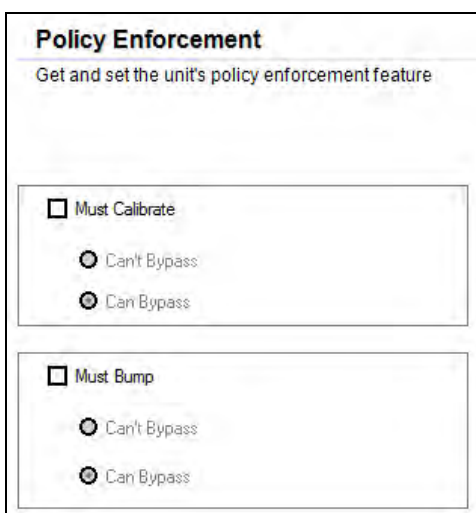 Policy Enforcement
Get and set the unit's policy enforcement feature
Must Calibrate
Can't Bypass
Can Bypass
Must Bump
Can't Bypass
Can Bypass